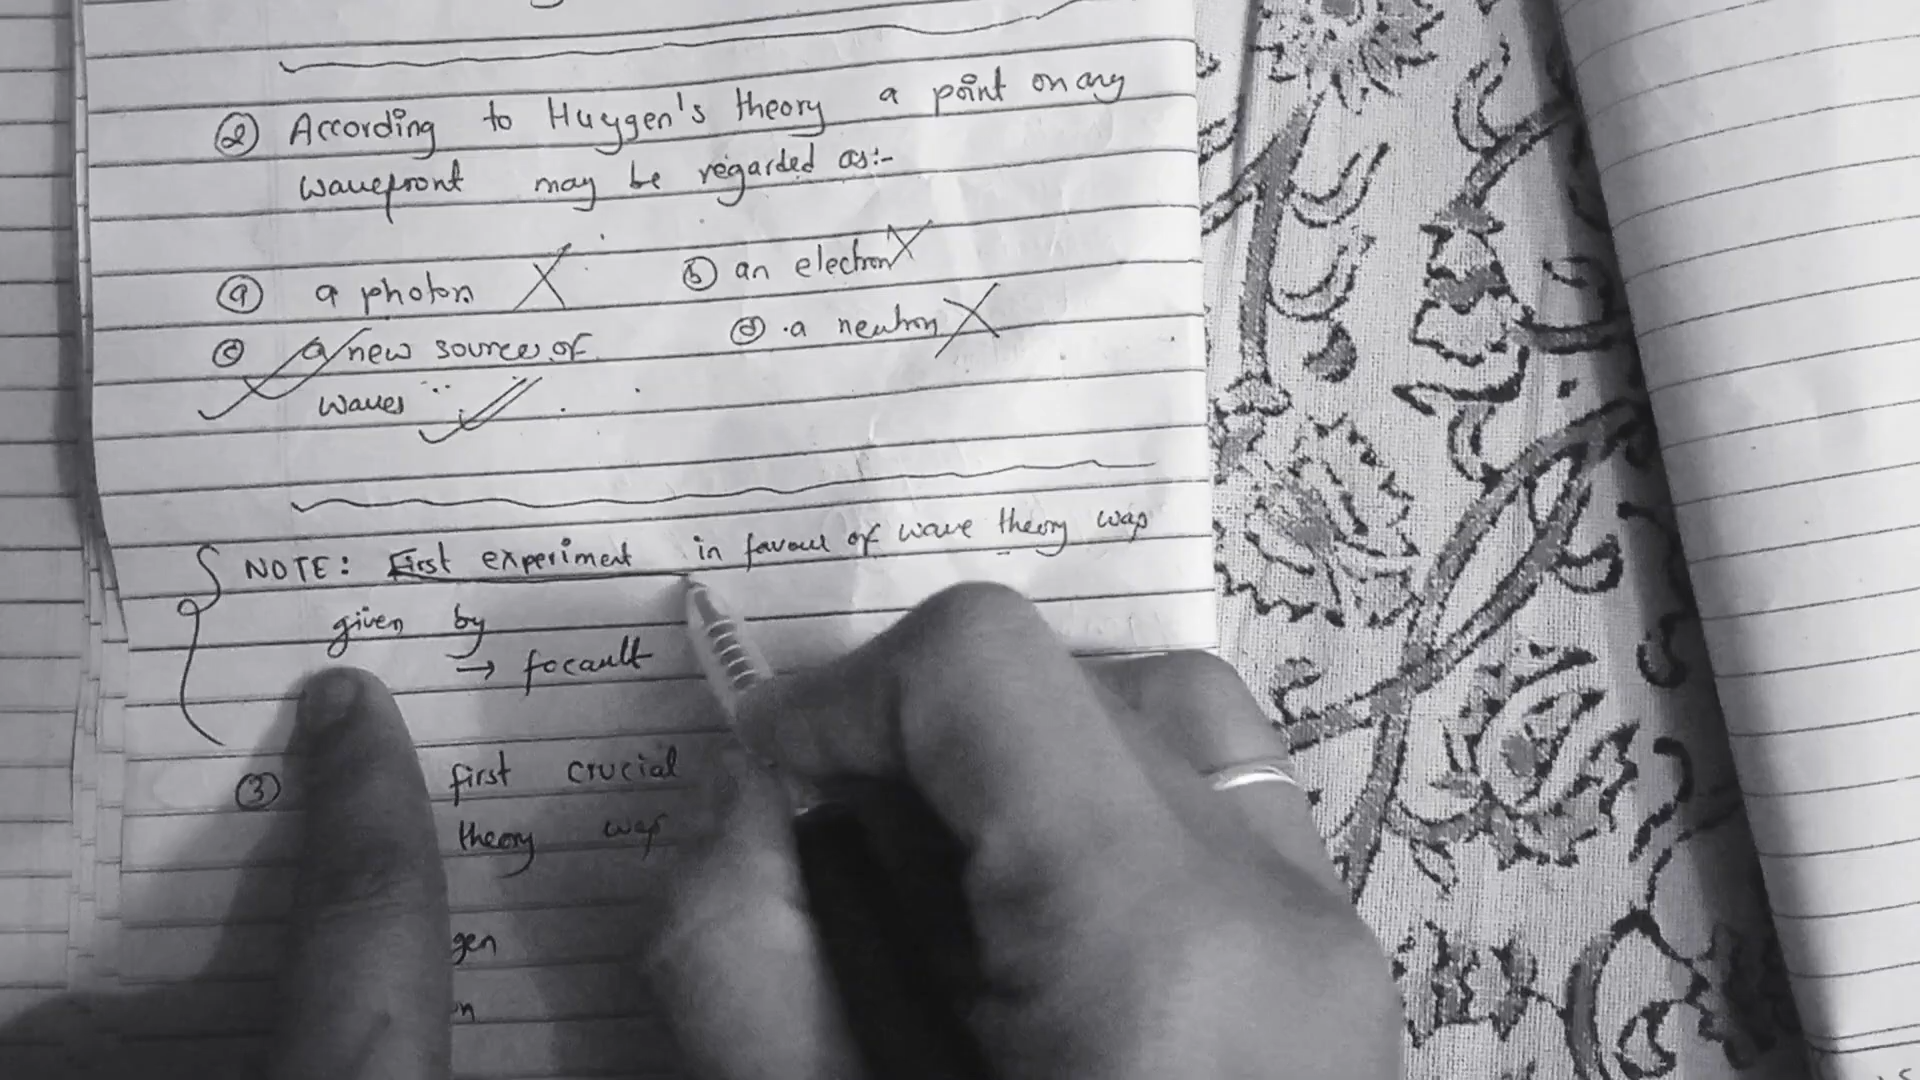 ② According to Huygen's theory a point on any
wavefront may be regarded as:-
ⓐ a photon
ⓑ an electron
ⓒ a new source of
waves
ⓓ a neutron
NOTE: First experiment in favour of wave theory was
given by
→ focault
③ first crucial
theory was
gen